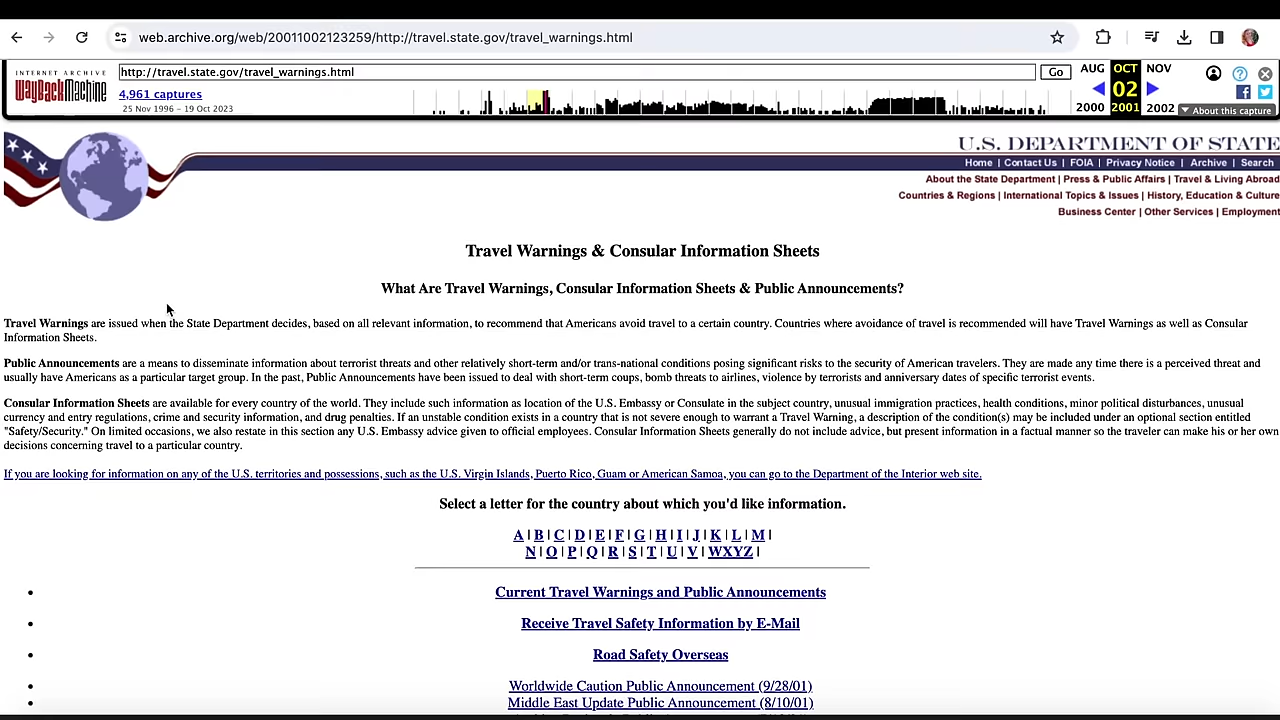 web.archive.org/web/20011002123259/http://travel.state.gov/travel_warnings.html
INTERNET ARCHIVE
WayBackMachine
http://travel.state.gov/travel_warnings.html
Go
4,961 captures
25 Nov 1996 – 19 Oct 2023
AUG OCT NOV
02
2000 2001 2002
About this capture
U.S. DEPARTMENT OF STATE
Home | Contact Us | FOIA | Privacy Notice | Archive | Search
About the State Department | Press & Public Affairs | Travel & Living Abroad
Countries & Regions | International Topics & Issues | History, Education & Culture
Business Center | Other Services | Employment
Travel Warnings & Consular Information Sheets
What Are Travel Warnings, Consular Information Sheets & Public Announcements?
Travel Warnings are issued when the State Department decides, based on all relevant information, to recommend that Americans avoid travel to a certain country. Countries where avoidance of travel is recommended will have Travel Warnings as well as Consular
Information Sheets.
Public Announcements are a means to disseminate information about terrorist threats and other relatively short-term and/or trans-national conditions posing significant risks to the security of American travelers. They are made any time there is a perceived threat and
usually have Americans as a particular target group. In the past, Public Announcements have been issued to deal with short-term coups, bomb threats to airlines, violence by terrorists and anniversary dates of specific terrorist events.
Consular Information Sheets are available for every country of the world. They include such information as location of the U.S. Embassy or Consulate in the subject country, unusual immigration practices, health conditions, minor political disturbances, unusual
currency and entry regulations, crime and security information, and drug penalties. If an unstable condition exists in a country that is not severe enough to warrant a Travel Warning, a description of the condition(s) may be included under an optional section entitled
"Safety/Security." On limited occasions, we also restate in this section any U.S. Embassy advice given to official employees. Consular Information Sheets generally do not include advice, but present information in a factual manner so the traveler can make his or her own
decisions concerning travel to a particular country.
If you are looking for information on any of the U.S. territories and possessions, such as the U.S. Virgin Islands, Puerto Rico, Guam or American Samoa, you can go to the Department of the Interior web site.
Select a letter for the country about which you'd like information.
A | B | C | D | E | F | G | H | I | J | K | L | M |
N | O | P | Q | R | S | T | U | V | WXYZ |
Current Travel Warnings and Public Announcements
Receive Travel Safety Information by E-Mail
Road Safety Overseas
Worldwide Caution Public Announcement (9/28/01)
Middle East Update Public Announcement (8/10/01)